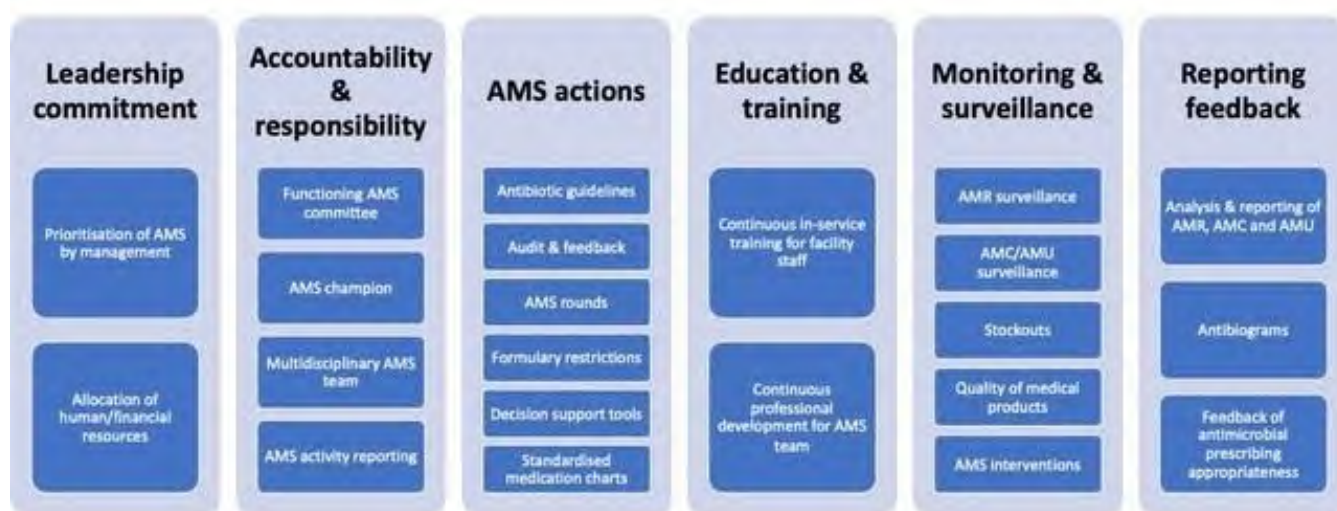 Leadership
commitment
Prioritisation of AMS
by management
Allocation of
human/financial
resources
Accountability
&
responsibility
Functioning AMS
committee
AMS champion
Multidisciplinary AMS
team
AMS activity reporting
AMS actions
Antibiotic guidelines
Audit & feedback
AMS rounds
Formulary restrictions
Decision support tools
Standardised
medication charts
Education &
training
Continuous in-service
training for facility
staff
Continuous
professional
development for AMS
team
Monitoring &
surveillance
AMR surveillance
AMC/AMU
surveillance
Stockouts
Quality of medical
products
AMS interventions
Reporting
feedback
Analysis & reporting of
AMR, AMC and AMU
Antibiograms
Feedback of
antimicrobial
prescribing
appropriateness